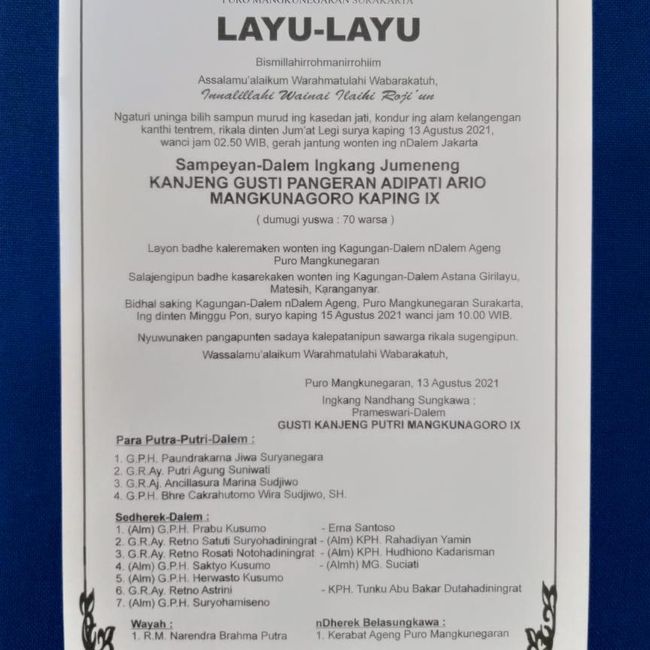 PURO MANGKUNEGARAN SURAKARTA
LAYU-LAYU
Bismillahirrohmanirrohiim
Assalamu'alaikum Warahmatulahi Wabarakatuh,
Innalillahi Wainai Ilaihi Roji'un
Ngaturi uninga bilih sampun murud ing kasedan jati, kondur ing alam kelangengan
kanthi tentrem, rikala dinten Jum'at Legi surya kaping 13 Agustus 2021,
wanci jam 02.50 WIB, gerah jantung wonten ing nDalem Jakarta
Sampeyan-Dalem Ingkang Jumeneng
KANJENG GUSTI PANGERAN ADIPATI ARIO
MANGKUNAGORO KAPING IX
( dumugi yuswa : 70 warsa )
Layon badhe kaleremaken wonten ing Kagungan-Dalem nDalem Ageng
Puro Mangkunegaran
Salajengipun badhe kasarekaken wonten ing Kagungan-Dalem Astana Girilayu,
Matesih, Karanganyar.
Bidhal saking Kagungan-Dalem nDalem Ageng, Puro Mangkunegaran Surakarta,
Ing dinten Minggu Pon, suryo kaping 15 Agustus 2021 wanci jam 10.00 WIB.
Nyuwunaken pangapunten sadaya kalepatanipun sawarga rikala sugengipun.
Wassalamu'alaikum Warahmatulahi Wabarakatuh,
Puro Mangkunegaran, 13 Agustus 2021
Ingkang Nandhang Sungkawa :
Prameswari-Dalem
GUSTI KANJENG PUTRI MANGKUNAGORO IX
Para Putra-Putri-Dalem :
1. G.P.H. Paundrakarna Jiwa Suryanegara
2. G.R.Ay. Putri Agung Suniwati
3. G.R.Aj. Ancillasura Marina Sudjiwo
4. G.P.H. Bhre Cakrahutomo Wira Sudjiwo, SH.
Sedherek-Dalem :
1. (Alm) G.P.H. Prabu Kusumo - Erna Santoso
2. G.R.Ay. Retno Satuti Suryohadiningrat - (Alm) KPH. Rahadiyan Yamin
3. G.R.Ay. Retno Rosati Notohadiningrat - (Alm) KPH. Hudhiono Kadarisman
4. (Alm) G.P.H. Saktyo Kusumo - (Almh) MG. Suciati
5. (Alm) G.P.H. Herwasto Kusumo
6. G.R.Ay. Retno Astrini - KPH. Tunku Abu Bakar Dutahadiningrat
7. (Alm) G.P.H. Suryohamiseno
Wayah : nDherek Belasungkawa :
1. R.M. Narendra Brahma Putra 1. Kerabat Ageng Puro Mangkunegaran